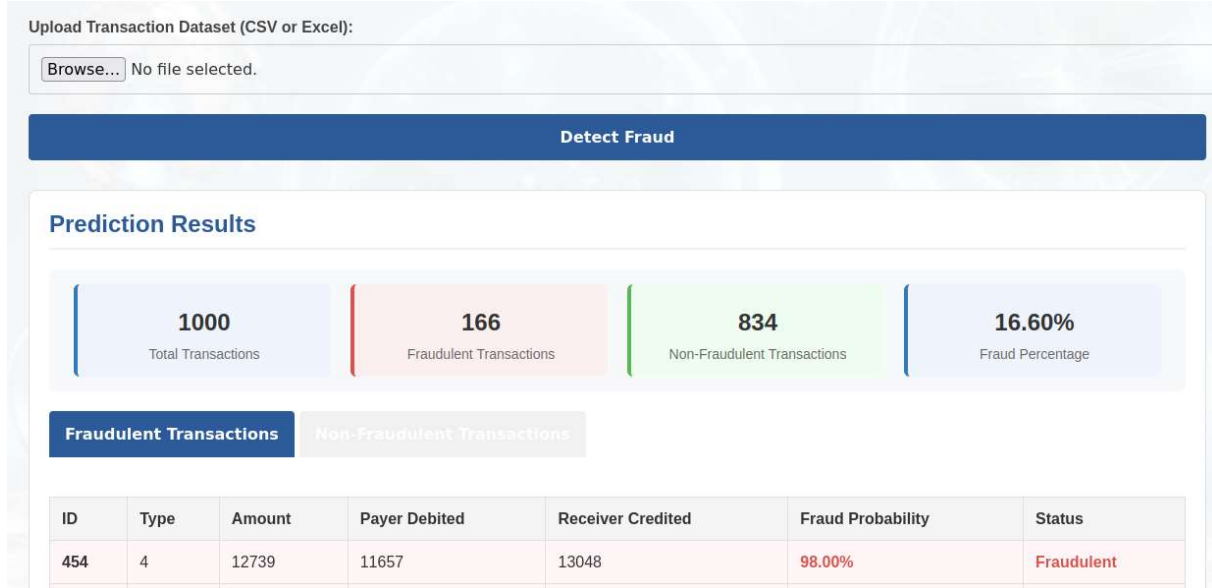 Upload Transaction Dataset (CSV or Excel):
Browse... No file selected.
Detect Fraud
Prediction Results
1000 166 834 16.60%
Total Transactions Fraudulent Transactions Non-Fraudulent Transactions Fraud Percentage
Fraudulent Transactions Non-Fraudulent Transactions
ID Type Amount Payer Debited Receiver Credited Fraud Probability Status
454 4 12739 11657 13048 98.00% Fraudulent